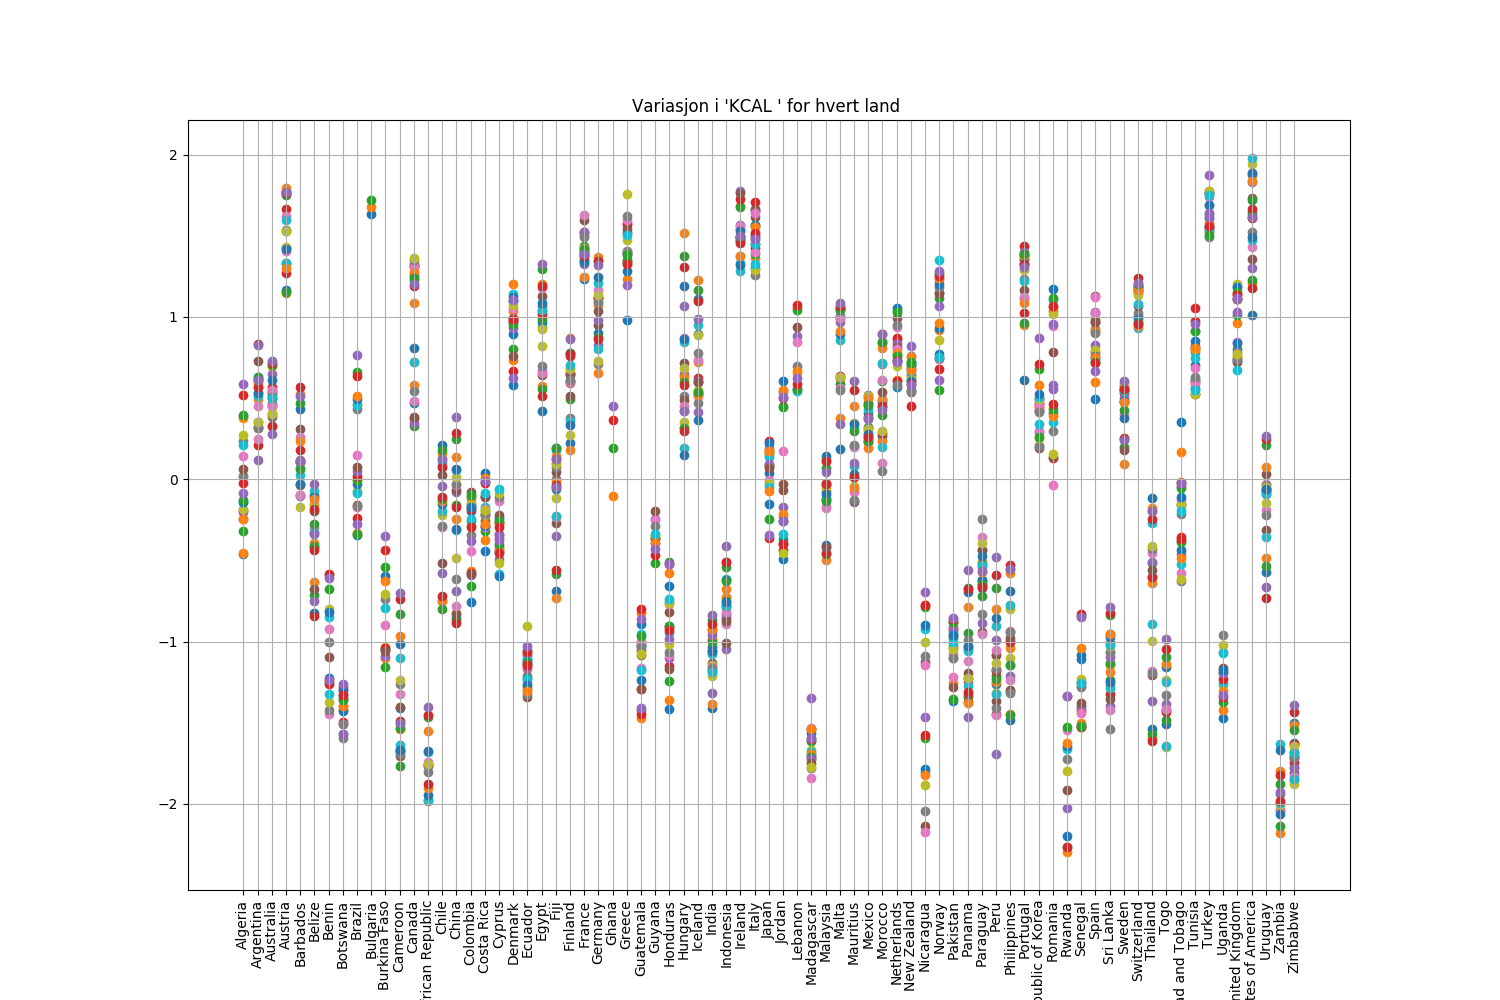 Variasjon i 'KCAL ' for hvert land
2
1
0
−1
−2
Algeria
Argentina
Australia
Austria
Barbados
Belize
Benin
Botswana
Brazil
Bulgaria
Burkina Faso
Cameroon
Canada
frican Republic
Chile
China
Colombia
Costa Rica
Cyprus
Denmark
Ecuador
Egypt
Fiji
Finland
France
Germany
Ghana
Greece
Guatemala
Guyana
Honduras
Hungary
Iceland
India
Indonesia
Ireland
Italy
Japan
Jordan
Lebanon
Madagascar
Malaysia
Malta
Mauritius
Mexico
Morocco
Netherlands
New Zealand
Nicaragua
Norway
Pakistan
Panama
Paraguay
Peru
Philippines
Portugal
public of Korea
Romania
Rwanda
Senegal
Spain
Sri Lanka
Sweden
Switzerland
Thailand
Togo
ad and Tobago
Tunisia
Turkey
Uganda
nited Kingdom
tes of America
Uruguay
Zambia
Zimbabwe